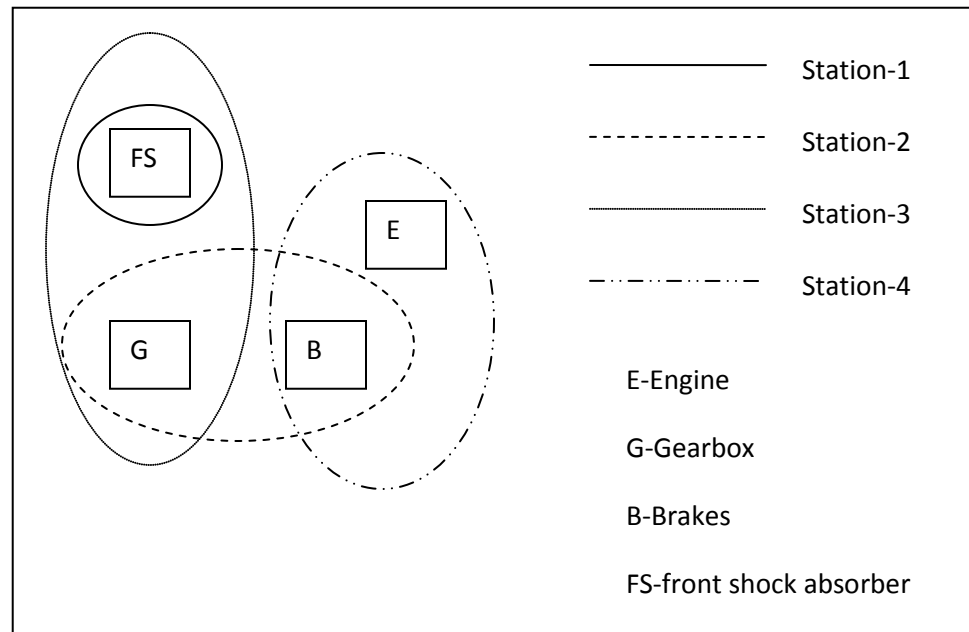 FS
E
G
B
Station-1
Station-2
Station-3
Station-4
E-Engine
G-Gearbox
B-Brakes
FS-front shock absorber